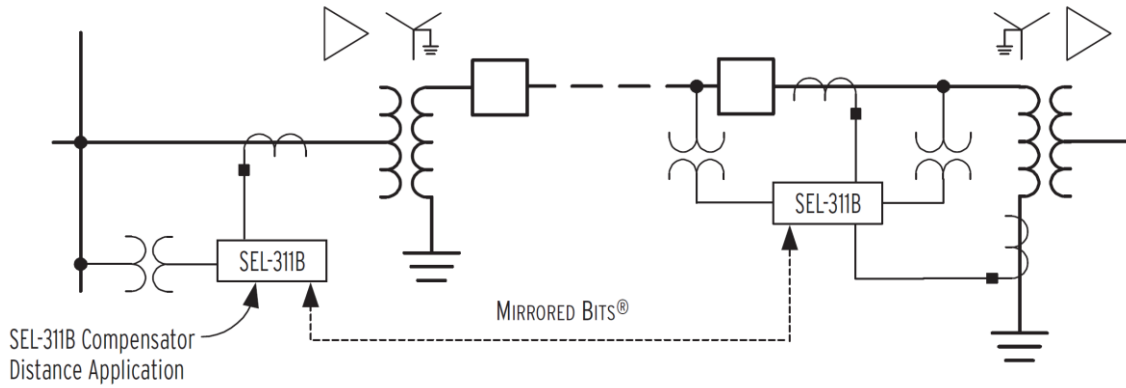 SEL-311B
SEL-311B
MIRRORED BITS®
SEL-311B Compensator
Distance Application